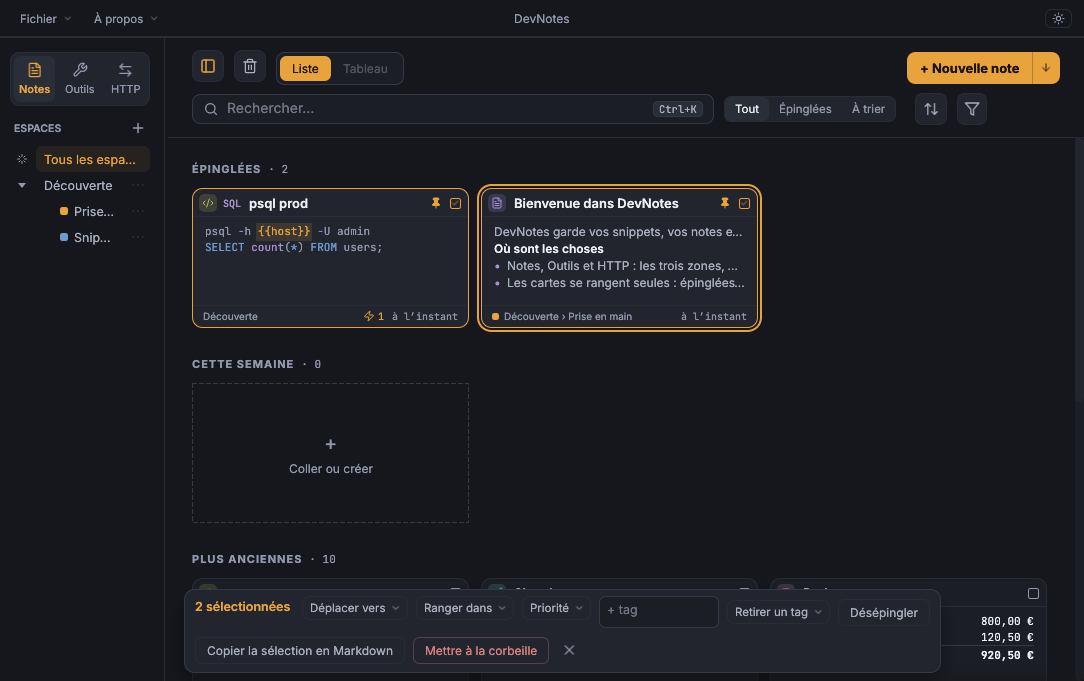 Fichier
À propos
DevNotes
Notes
Outils
HTTP
ESPACES
Tous les espa...
Découverte
Prise...
Snip...
Liste
Tableau
+ Nouvelle note
Rechercher...
Ctrl+K
Tout
Épinglées
À trier
ÉPINGLÉES · 2
SQL psql prod
psql -h {{host}} -U admin
SELECT count(*) FROM users;
Découverte
1 à l’instant
Bienvenue dans DevNotes
DevNotes garde vos snippets, vos notes e...
Où sont les choses
• Notes, Outils et HTTP : les trois zones, ...
• Les cartes se rangent seules : épinglées...
Découverte › Prise en main
à l’instant
CETTE SEMAINE · 0
+
Coller ou créer
PLUS ANCIENNES · 10
800,00 €
120,50 €
920,50 €
2 sélectionnées
Déplacer vers
Ranger dans
Priorité
+ tag
Retirer un tag
Désépingler
Copier la sélection en Markdown
Mettre à la corbeille